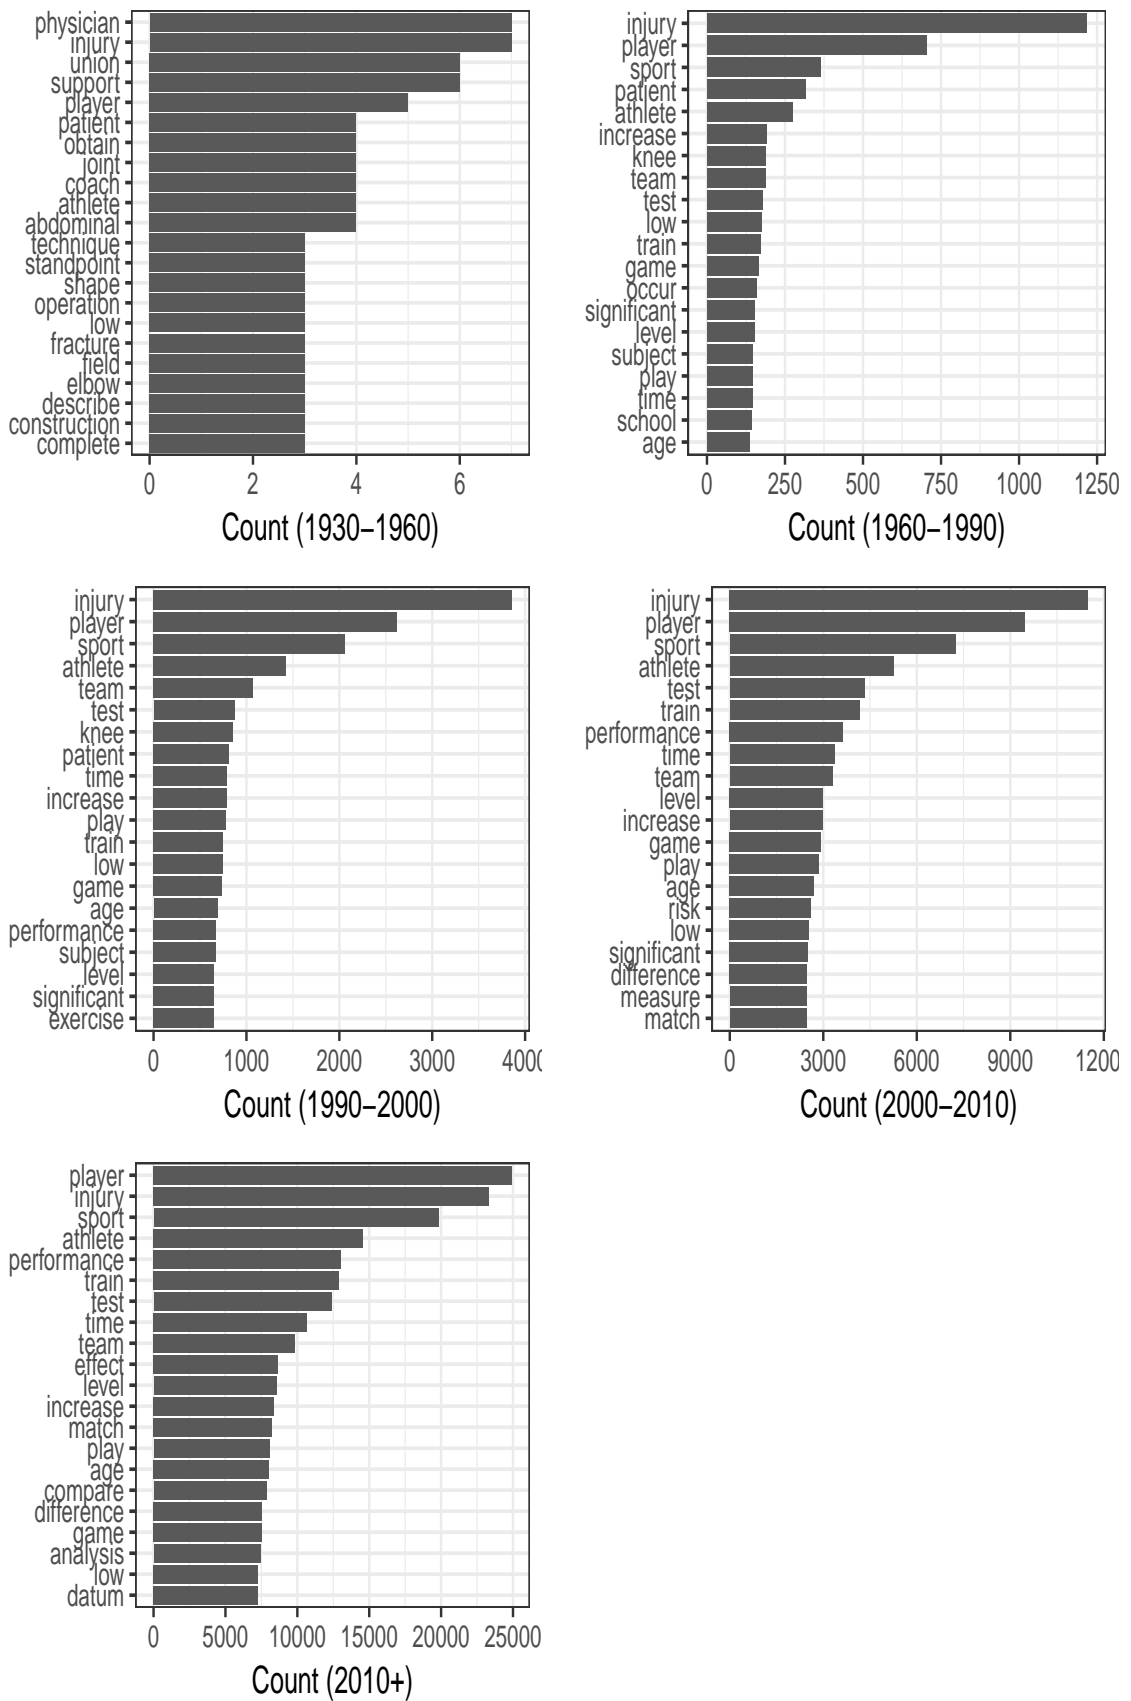 physician
injury
union
support
player
patient
obtain
joint
coach
athlete
abdominal
technique
standpoint
shape
operation
low
fracture
field
elbow
describe
construction
complete
0 2 4 6
Count (1930–1960)
injury
player
sport
patient
athlete
increase
knee
team
test
low
train
game
occur
significant
level
subject
play
time
school
age
0 250 500 750 1000 1250
Count (1960–1990)
injury
player
sport
athlete
team
test
knee
patient
time
increase
play
train
low
game
age
performance
subject
level
significant
exercise
0 1000 2000 3000 4000
Count (1990–2000)
injury
player
sport
athlete
test
train
performance
time
team
level
increase
game
play
age
risk
low
significant
difference
measure
match
0 3000 6000 9000 1200
Count (2000–2010)
player
injury
sport
athlete
performance
train
test
time
team
effect
level
increase
match
play
age
compare
difference
game
analysis
low
datum
0 5000 10000 15000 20000 25000
Count (2010+)